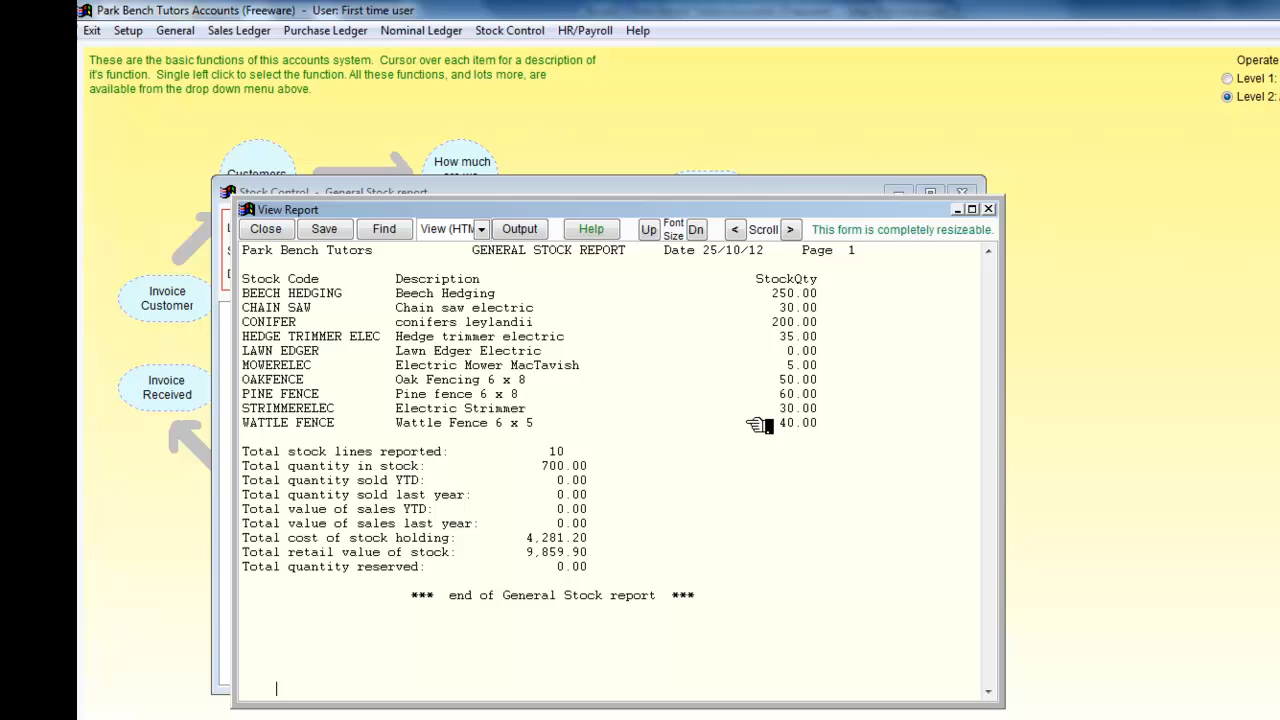 Park Bench Tutors Accounts (Freeware) - User: First time user
Exit Setup General Sales Ledger Purchase Ledger Nominal Ledger Stock Control HR/Payroll Help
These are the basic functions of this accounts system. Cursor over each item for a description of
it's function. Single left click to select the function. All these functions, and lots more, are
available from the drop down menu above.
Operate
Level 1:
Level 2:
Customers
How much
Stock Control - General Stock report
View Report
Close Save Find View (HTM Output Help Up Font Size Dn < Scroll > This form is completely resizeable.
Park Bench Tutors GENERAL STOCK REPORT Date 25/10/12 Page 1
Stock Code Description StockQty
BEECH HEDGING Beech Hedging 250.00
CHAIN SAW Chain saw electric 30.00
CONIFER conifers leylandii 200.00
HEDGE TRIMMER ELEC Hedge trimmer electric 35.00
LAWN EDGER Lawn Edger Electric 0.00
MOWERELEC Electric Mower MacTavish 5.00
OAKFENCE Oak Fencing 6 x 8 50.00
PINE FENCE Pine fence 6 x 8 60.00
STRIMMERELEC Electric Strimmer 30.00
WATTLE FENCE Wattle Fence 6 x 5 40.00
Total stock lines reported: 10
Total quantity in stock: 700.00
Total quantity sold YTD: 0.00
Total quantity sold last year: 0.00
Total value of sales YTD: 0.00
Total value of sales last year: 0.00
Total cost of stock holding: 4,281.20
Total retail value of stock: 9,859.90
Total quantity reserved: 0.00
*** end of General Stock report ***
Invoice
Customer
Invoice
Received